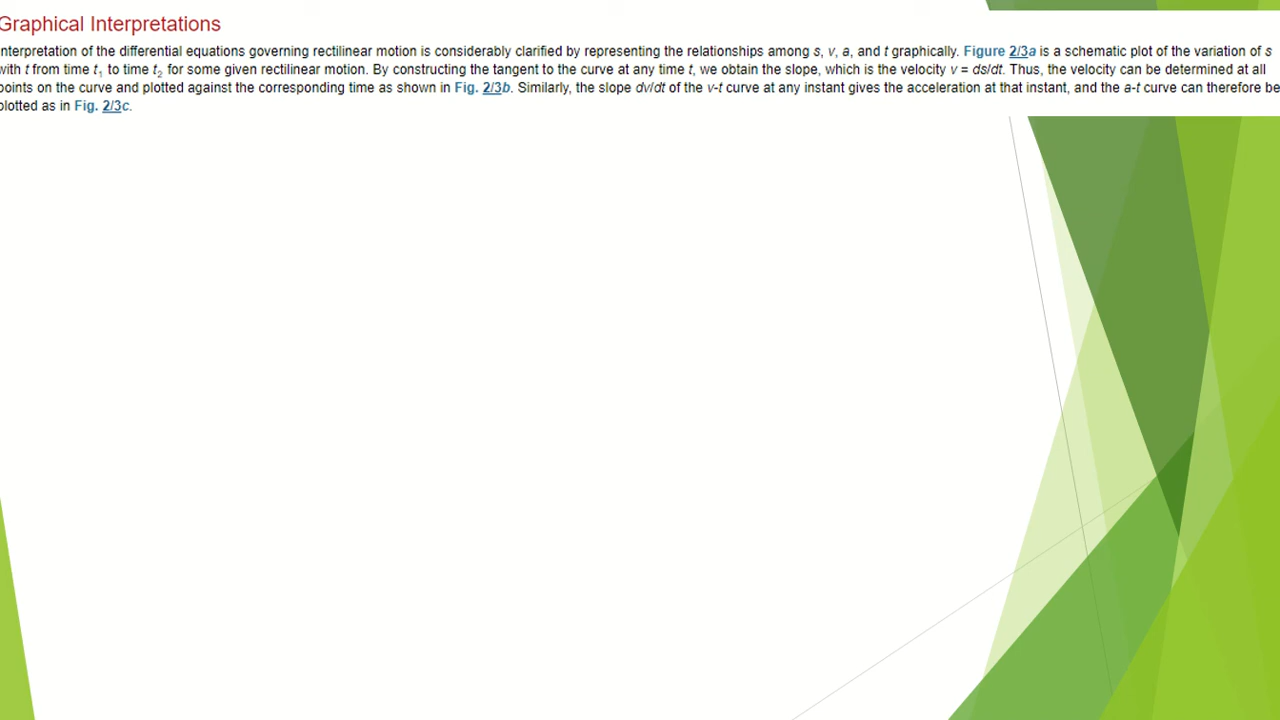 Graphical Interpretations
nterpretation of the differential equations governing rectilinear motion is considerably clarified by representing the relationships among s, v, a, and t graphically. Figure 2/3a is a schematic plot of the variation of s
with t from time t₁ to time t₂ for some given rectilinear motion. By constructing the tangent to the curve at any time t, we obtain the slope, which is the velocity v = ds/dt. Thus, the velocity can be determined at all
points on the curve and plotted against the corresponding time as shown in Fig. 2/3b. Similarly, the slope dv/dt of the v-t curve at any instant gives the acceleration at that instant, and the a-t curve can therefore be
plotted as in Fig. 2/3c.